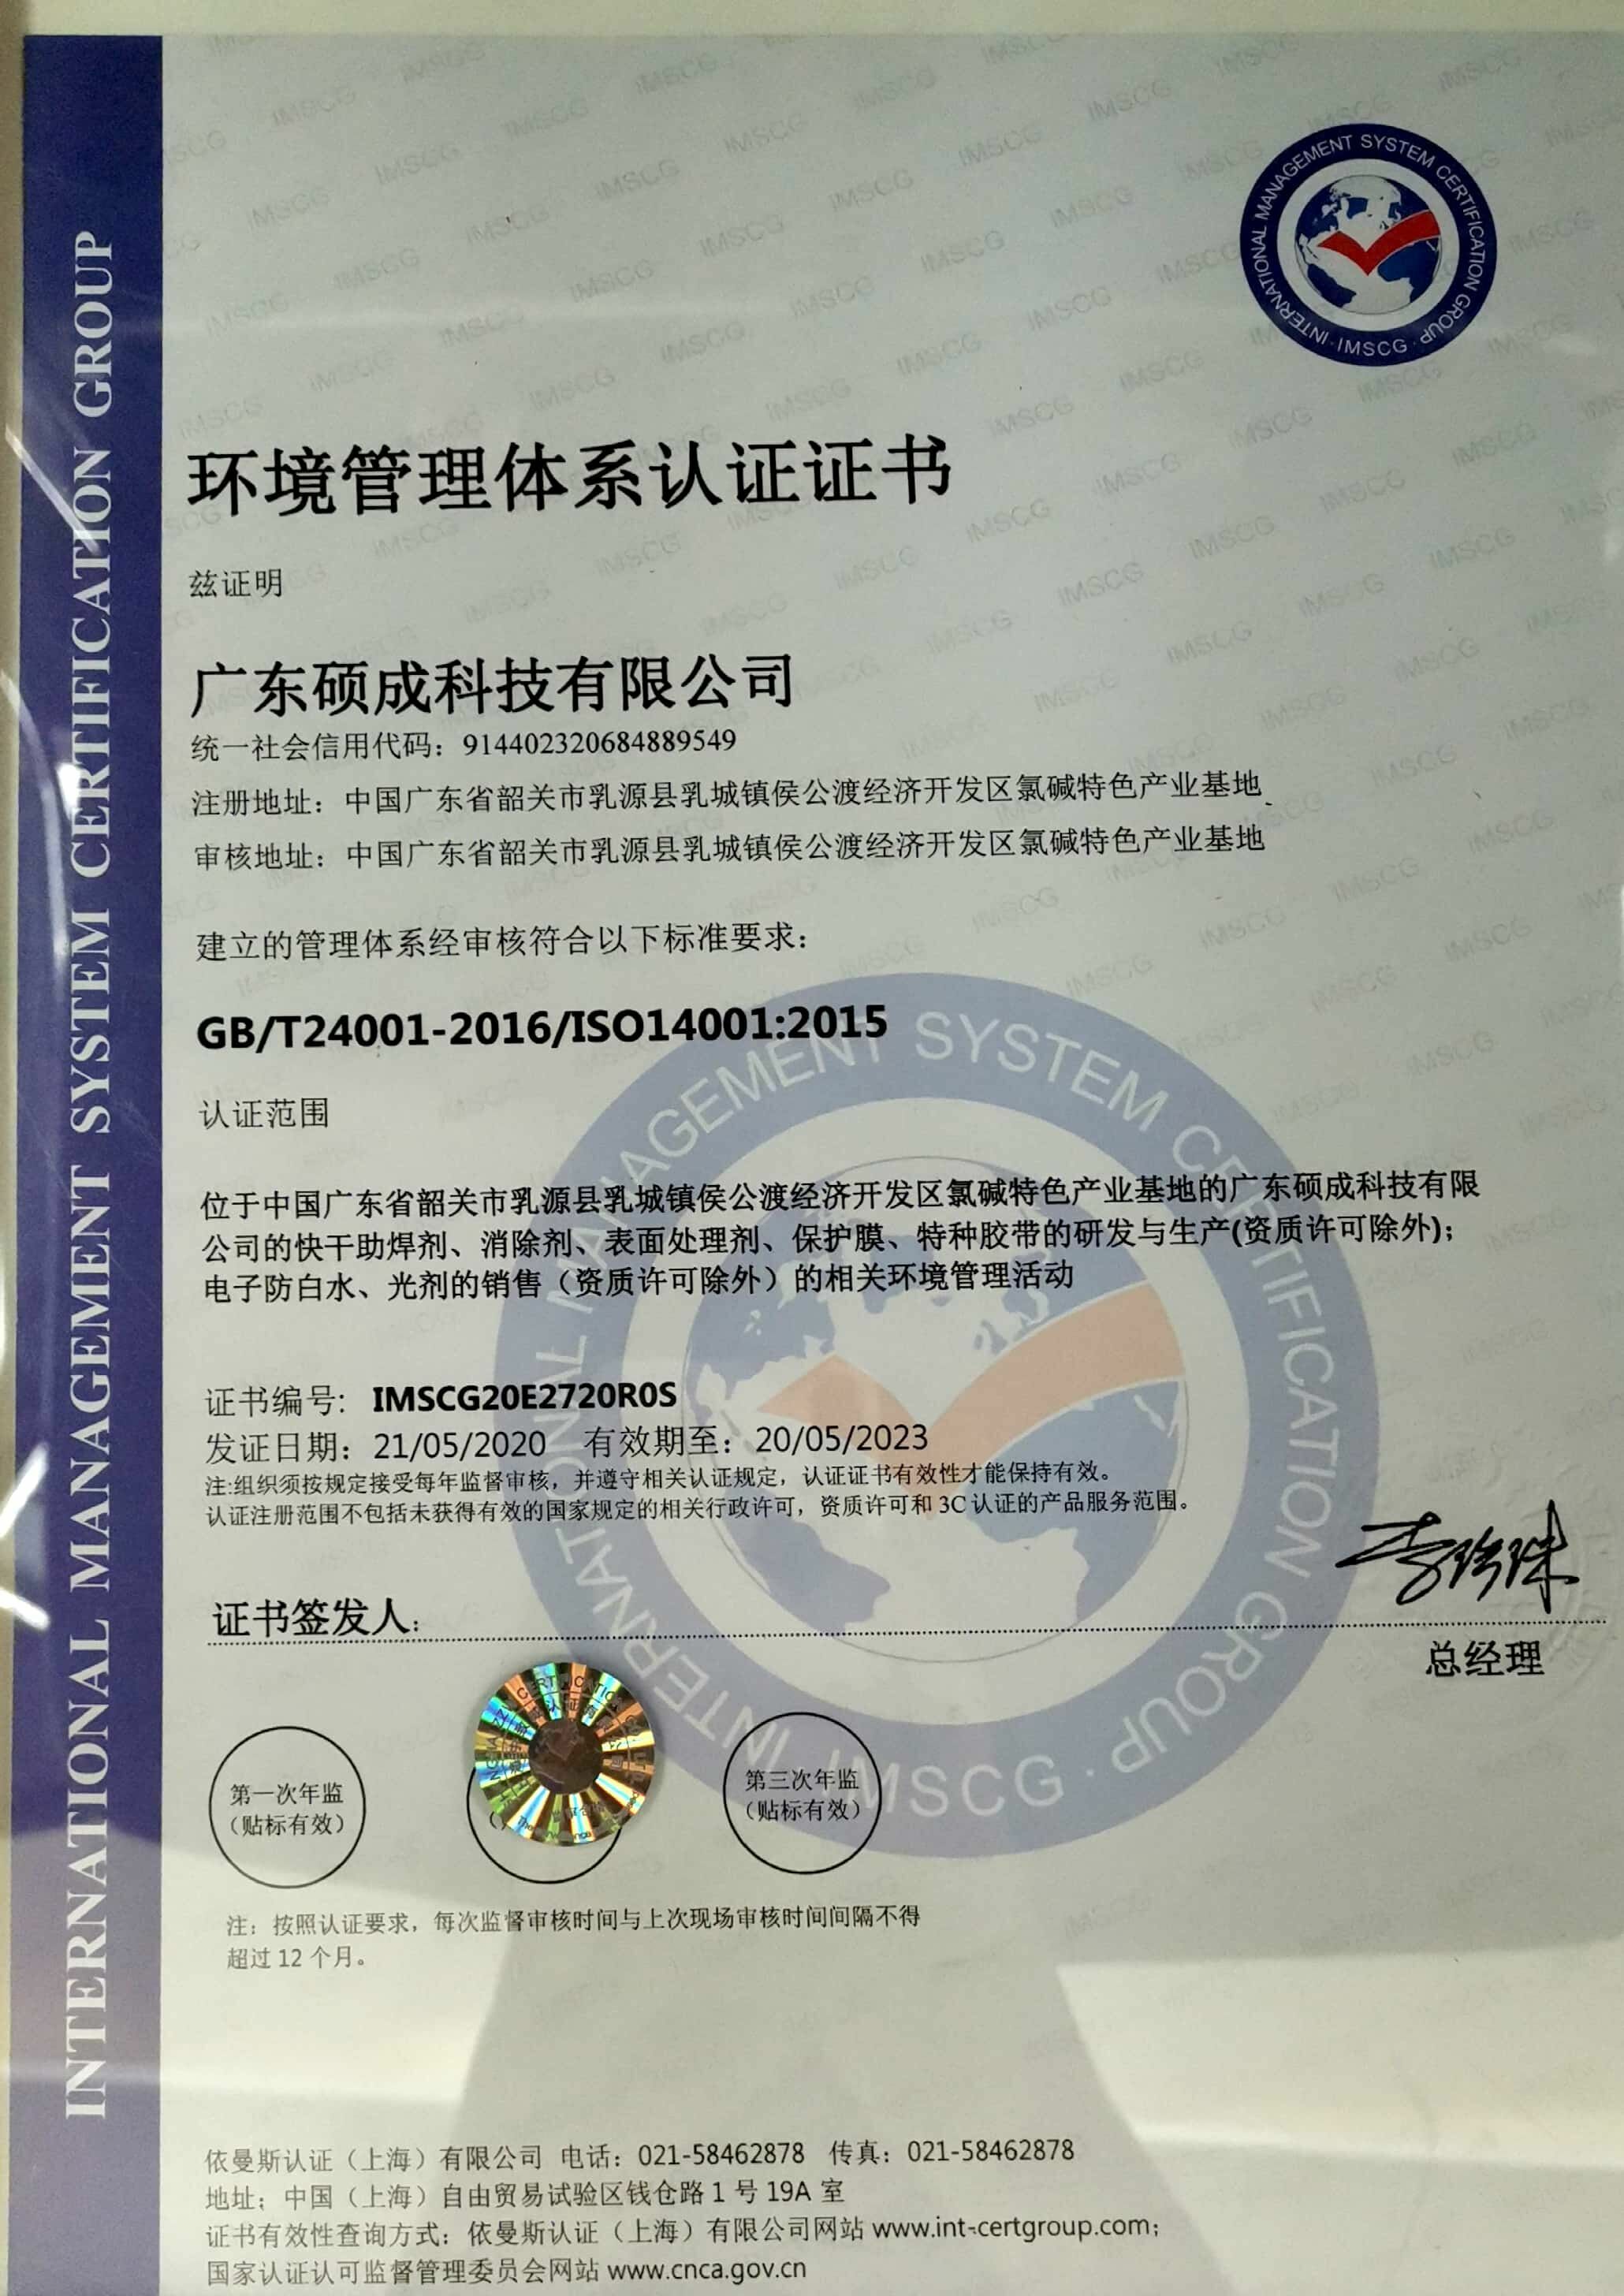 INTERNATIONAL MANAGEMENT SYSTEM CERTIFICATION GROUP
INTERNATIONAL MANAGEMENT SYSTEM CERTIFICATION GROUP
·IMSCG·
环境管理体系认证证书
兹证明
广东硕成科技有限公司
统一社会信用代码：914402320684889549
注册地址：中国广东省韶关市乳源县乳城镇侯公渡经济开发区氯碱特色产业基地
审核地址：中国广东省韶关市乳源县乳城镇侯公渡经济开发区氯碱特色产业基地
建立的管理体系经审核符合以下标准要求：
GB/T24001-2016/ISO14001:2015
认证范围
位于中国广东省韶关市乳源县乳城镇侯公渡经济开发区氯碱特色产业基地的广东硕成科技有限
公司的快干助焊剂、消除剂、表面处理剂、保护膜、特种胶带的研发与生产(资质许可除外)；
电子防白水、光剂的销售（资质许可除外）的相关环境管理活动
证书编号: IMSCG20E2720R0S
发证日期：21/05/2020 有效期至：20/05/2023
注:组织须按规定接受每年监督审核，并遵守相关认证规定，认证证书有效性才能保持有效。
认证注册范围不包括未获得有效的国家规定的相关行政许可，资质许可和 3C 认证的产品服务范围。
证书签发人:
总经理
第一次年监
（贴标有效）
第三次年监
（贴标有效）
INTERNATIONAL MANAGEMENT SYSTEM CERTIFICATION GROUP
·IMSCG·
注：按照认证要求，每次监督审核时间与上次现场审核时间间隔不得
超过 12 个月。
依曼斯认证（上海）有限公司 电话：021-58462878 传真：021-58462878
地址；中国（上海）自由贸易试验区钱仓路 1 号 19A 室
证书有效性查询方式：依曼斯认证（上海）有限公司网站 www.int-certgroup.com；
国家认证认可监督管理委员会网站 www.cnca.gov.cn